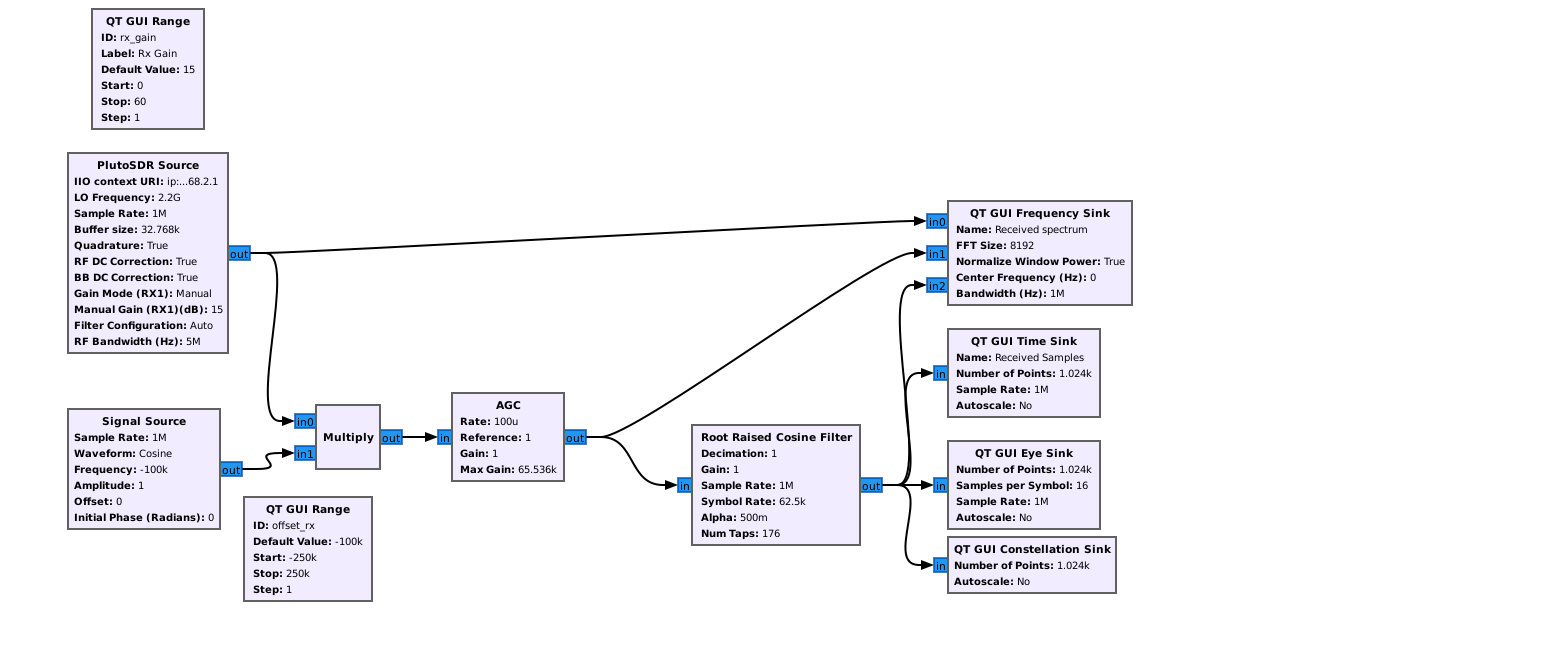 QT GUI Range
ID: rx_gain
Label: Rx Gain
Default Value: 15
Start: 0
Stop: 60
Step: 1
PlutoSDR Source
IIO context URI: ip:...68.2.1
LO Frequency: 2.2G
Sample Rate: 1M
Buffer size: 32.768k
Quadrature: True
RF DC Correction: True
BB DC Correction: True
Gain Mode (RX1): Manual
Manual Gain (RX1)(dB): 15
Filter Configuration: Auto
RF Bandwidth (Hz): 5M
out
Signal Source
Sample Rate: 1M
Waveform: Cosine
Frequency: -100k
Amplitude: 1
Offset: 0
Initial Phase (Radians): 0
out
QT GUI Range
ID: offset_rx
Default Value: -100k
Start: -250k
Stop: 250k
Step: 1
in0
in1
Multiply
out
in
AGC
Rate: 100u
Reference: 1
Gain: 1
Max Gain: 65.536k
out
in
Root Raised Cosine Filter
Decimation: 1
Gain: 1
Sample Rate: 1M
Symbol Rate: 62.5k
Alpha: 500m
Num Taps: 176
out
in0
in1
in2
QT GUI Frequency Sink
Name: Received spectrum
FFT Size: 8192
Normalize Window Power: True
Center Frequency (Hz): 0
Bandwidth (Hz): 1M
in
QT GUI Time Sink
Name: Received Samples
Number of Points: 1.024k
Sample Rate: 1M
Autoscale: No
in
QT GUI Eye Sink
Number of Points: 1.024k
Samples per Symbol: 16
Sample Rate: 1M
Autoscale: No
in
QT GUI Constellation Sink
Number of Points: 1.024k
Autoscale: No